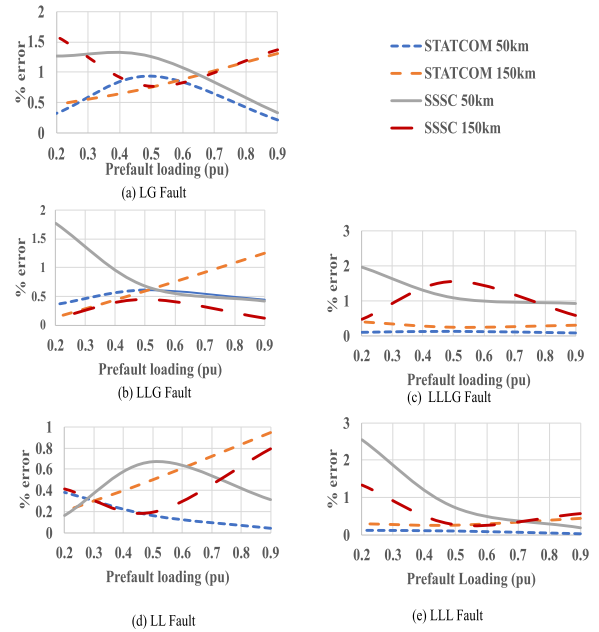 2
1.5
1
0.5
0
% error
0.2 0.3 0.4 0.5 0.6 0.7 0.8 0.9
Prefault loading (pu)
(a) LG Fault
STATCOM 50km
STATCOM 150km
SSSC 50km
SSSC 150km
2
1.5
1
0.5
0
% error
0.2 0.3 0.4 0.5 0.6 0.7 0.8 0.9
Prefault loading (pu)
(b) LLG Fault
3
2
1
0
% error
0.2 0.3 0.4 0.5 0.6 0.7 0.8 0.9
Prefault loading (pu)
(c) LLLG Fault
1
0.8
0.6
0.4
0.2
0
% error
0.2 0.3 0.4 0.5 0.6 0.7 0.8 0.9
Prefault loading (pu)
(d) LL Fault
3
2
1
0
% error
0.2 0.3 0.4 0.5 0.6 0.7 0.8 0.9
Prefault Loading (pu)
(e) LLL Fault